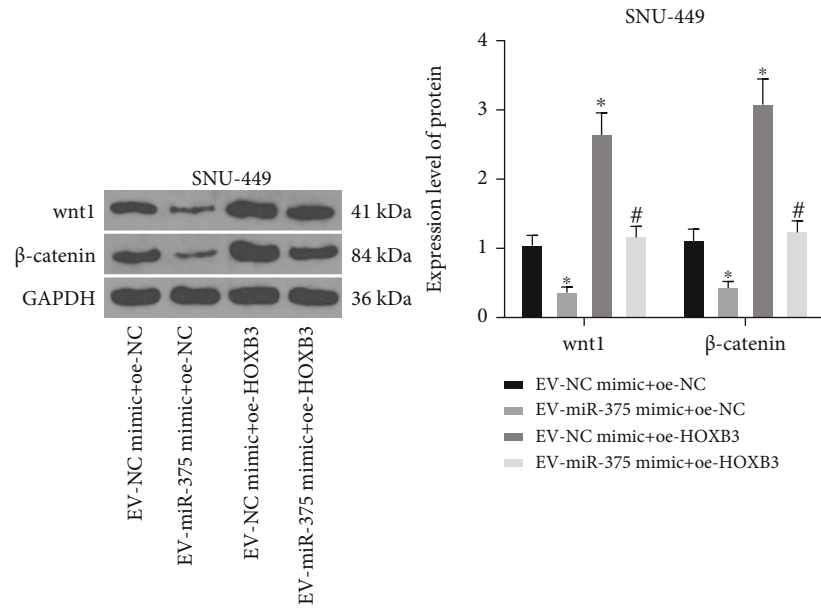 SNU-449
wnt1
41 kDa
β-catenin
84 kDa
GAPDH
36 kDa
EV-NC mimic+oe-NC
EV-miR-375 mimic+oe-NC
EV-NC mimic+oe-HOXB3
EV-miR-375 mimic+oe-HOXB3
SNU-449
Expression level of protein
4
3
2
1
0
*
*
#
*
*
#
wnt1
β-catenin
EV-NC mimic+oe-NC
EV-miR-375 mimic+oe-NC
EV-NC mimic+oe-HOXB3
EV-miR-375 mimic+oe-HOXB3